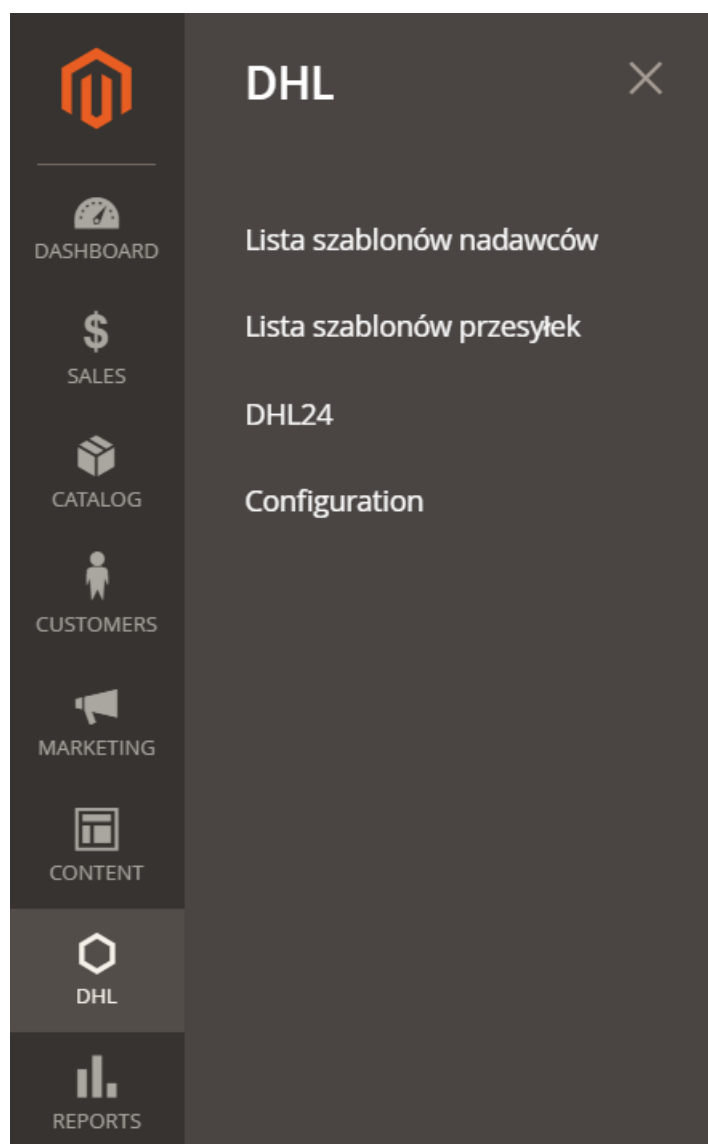 DHL
DASHBOARD
SALES
CATALOG
CUSTOMERS
MARKETING
CONTENT
DHL
REPORTS
Lista szablonów nadawców
Lista szablonów przesyłek
DHL24
Configuration